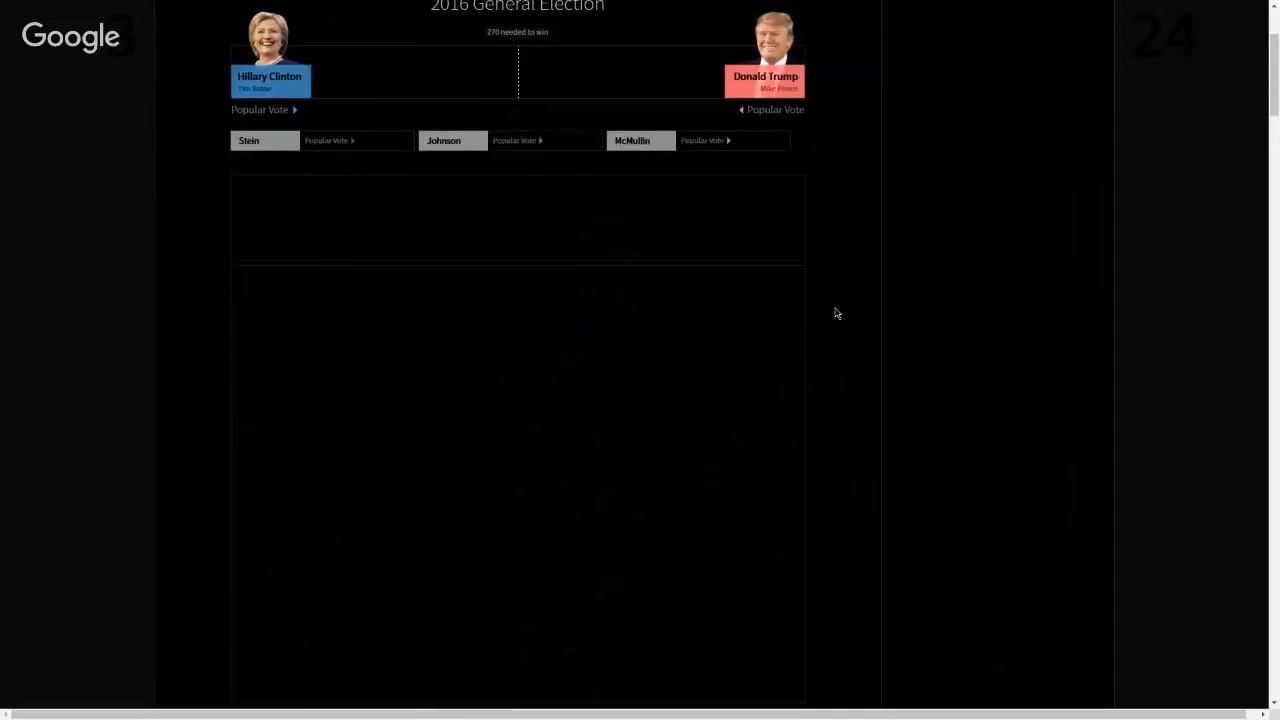 Google
2016 General Election
24
270 needed to win
Hillary Clinton
Tim Kaine
Donald Trump
Mike Pence
Popular Vote
Popular Vote
Stein
Popular Vote
Johnson
Popular Vote
McMullin
Popular Vote